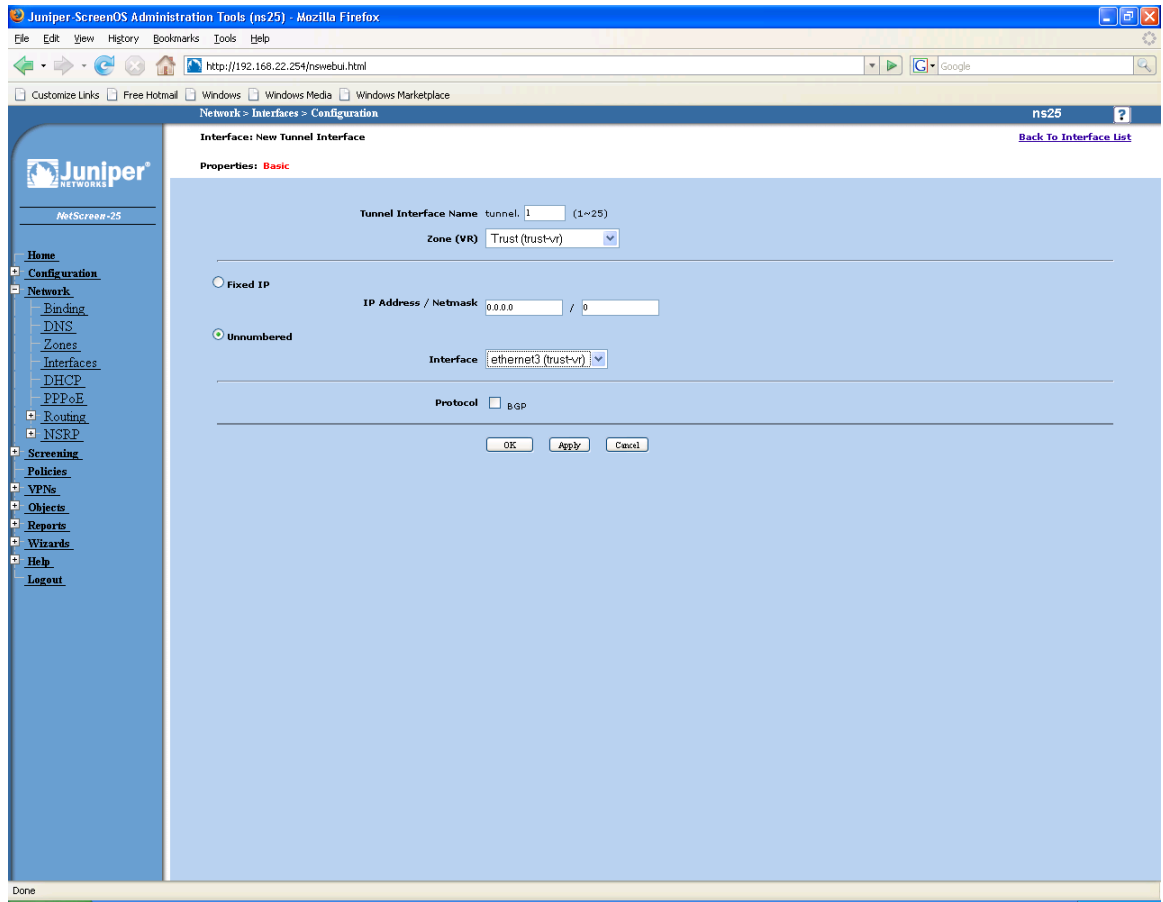 Juniper-ScreenOS Administration Tools (ns25) - Mozilla Firefox
File Edit View History Bookmarks Tools Help
http://192.168.22.254/nswebui.html
G Google
Customize Links Free Hotmail Windows Windows Media Windows Marketplace
Network > Interfaces > Configuration ns25 ?
Interface: New Tunnel Interface Back To Interface List
Properties: Basic
Juniper®
NETWORKS
NetScreen-25
Home
Configuration
Network
Binding
DNS
Zones
Interfaces
DHCP
PPPoE
Routing
NSRP
Screening
Policies
VPNs
Objects
Reports
Wizards
Help
Logout
Tunnel Interface Name tunnel. 1 (1~25)
Zone (VR) Trust (trust-vr)
Fixed IP
IP Address / Netmask 0.0.0.0 / 0
Unnumbered
Interface ethernet3 (trust-vr)
Protocol BGP
OK Apply Cancel
Done